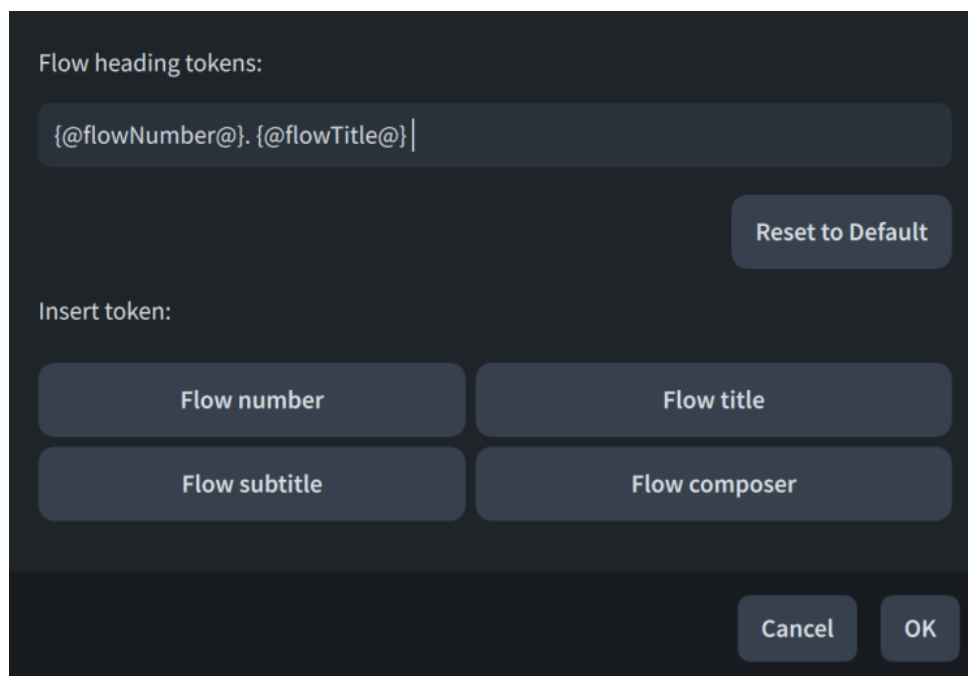 Flow heading tokens:
{@flowNumber@}. {@flowTitle@}
Reset to Default
Insert token:
Flow number
Flow title
Flow subtitle
Flow composer
Cancel
OK